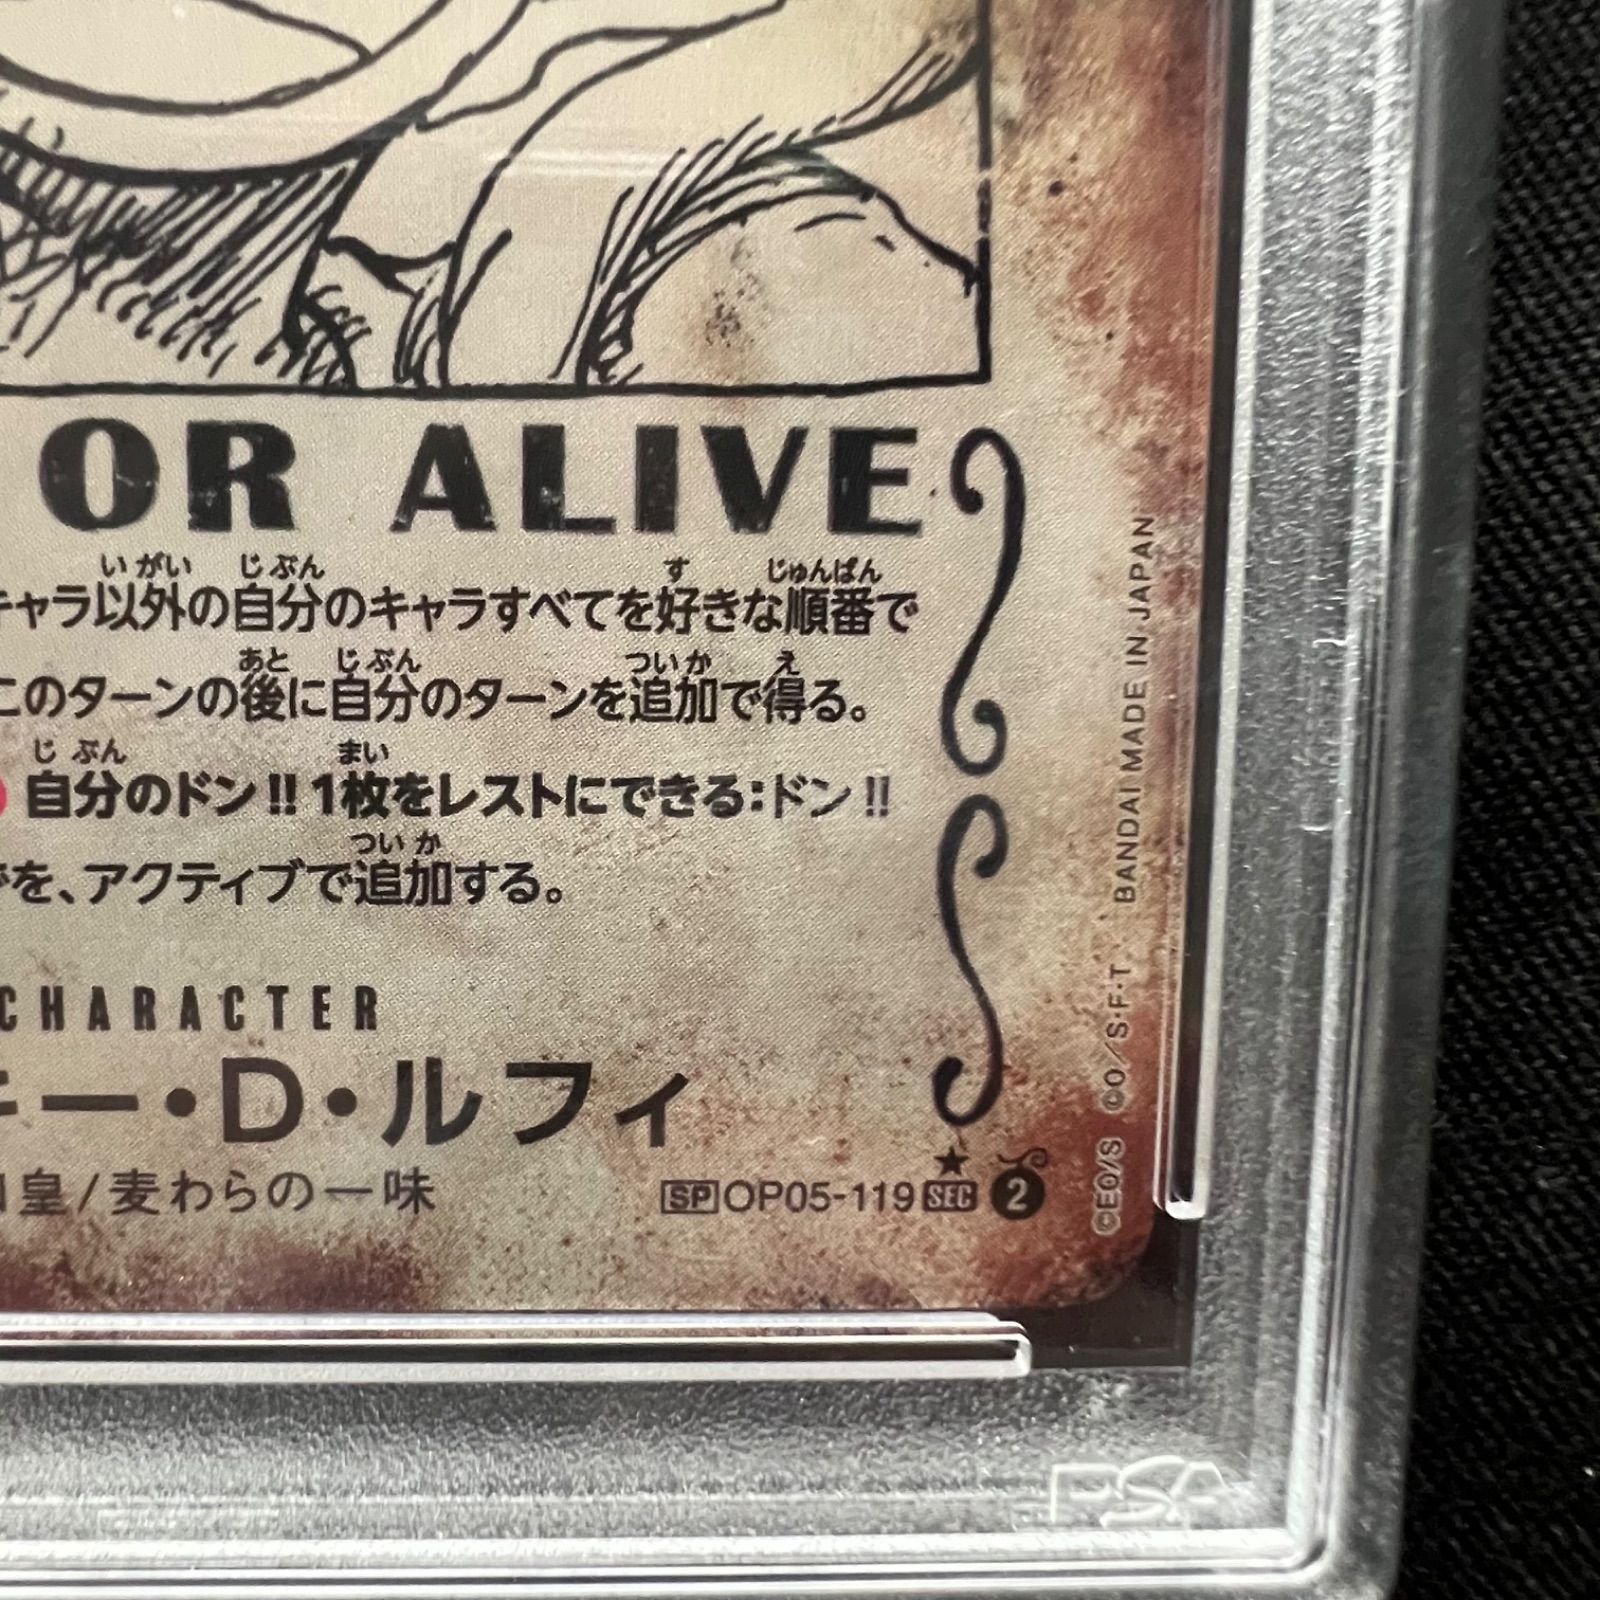 OR ALIVE
いがい じぶん す じゅんばん
キャラ以外の自分のキャラすべてを好きな順番で
あと じぶん ついか え
このターンの後に自分のターンを追加で得る。
じぶん まい
自分のドン!!1枚をレストにできる:ドン!!
ついか
でを、アクティブで追加する。
CHARACTER
キー・D・ルフィ
皇/麦わらの一味
SP OP05-119 SEC 2
©E.O/S ©O/S・F・T BANDAI MADE IN JAPAN
PSA